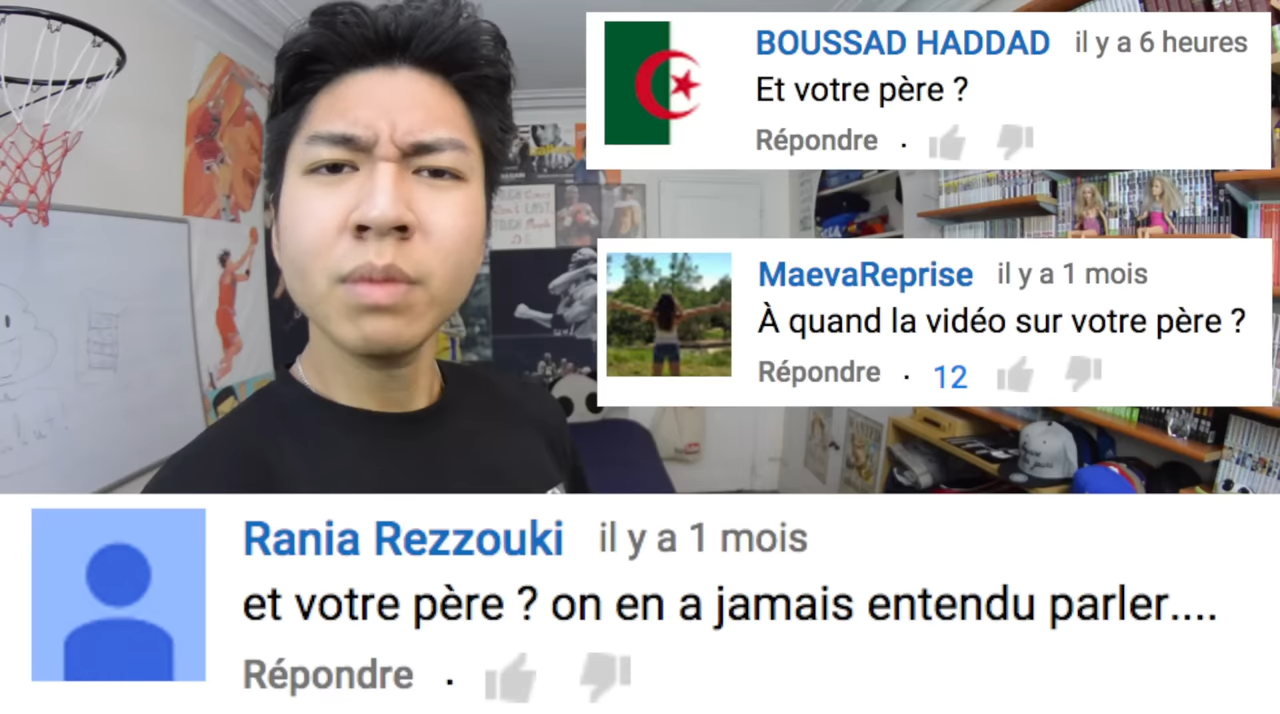 BOUSSAD HADDAD il y a 6 heures
Et votre père ?
Répondre .
MaevaReprise il y a 1 mois
À quand la vidéo sur votre père ?
Répondre . 12
Rania Rezzouki il y a 1 mois
et votre père ? on en a jamais entendu parler....
Répondre .